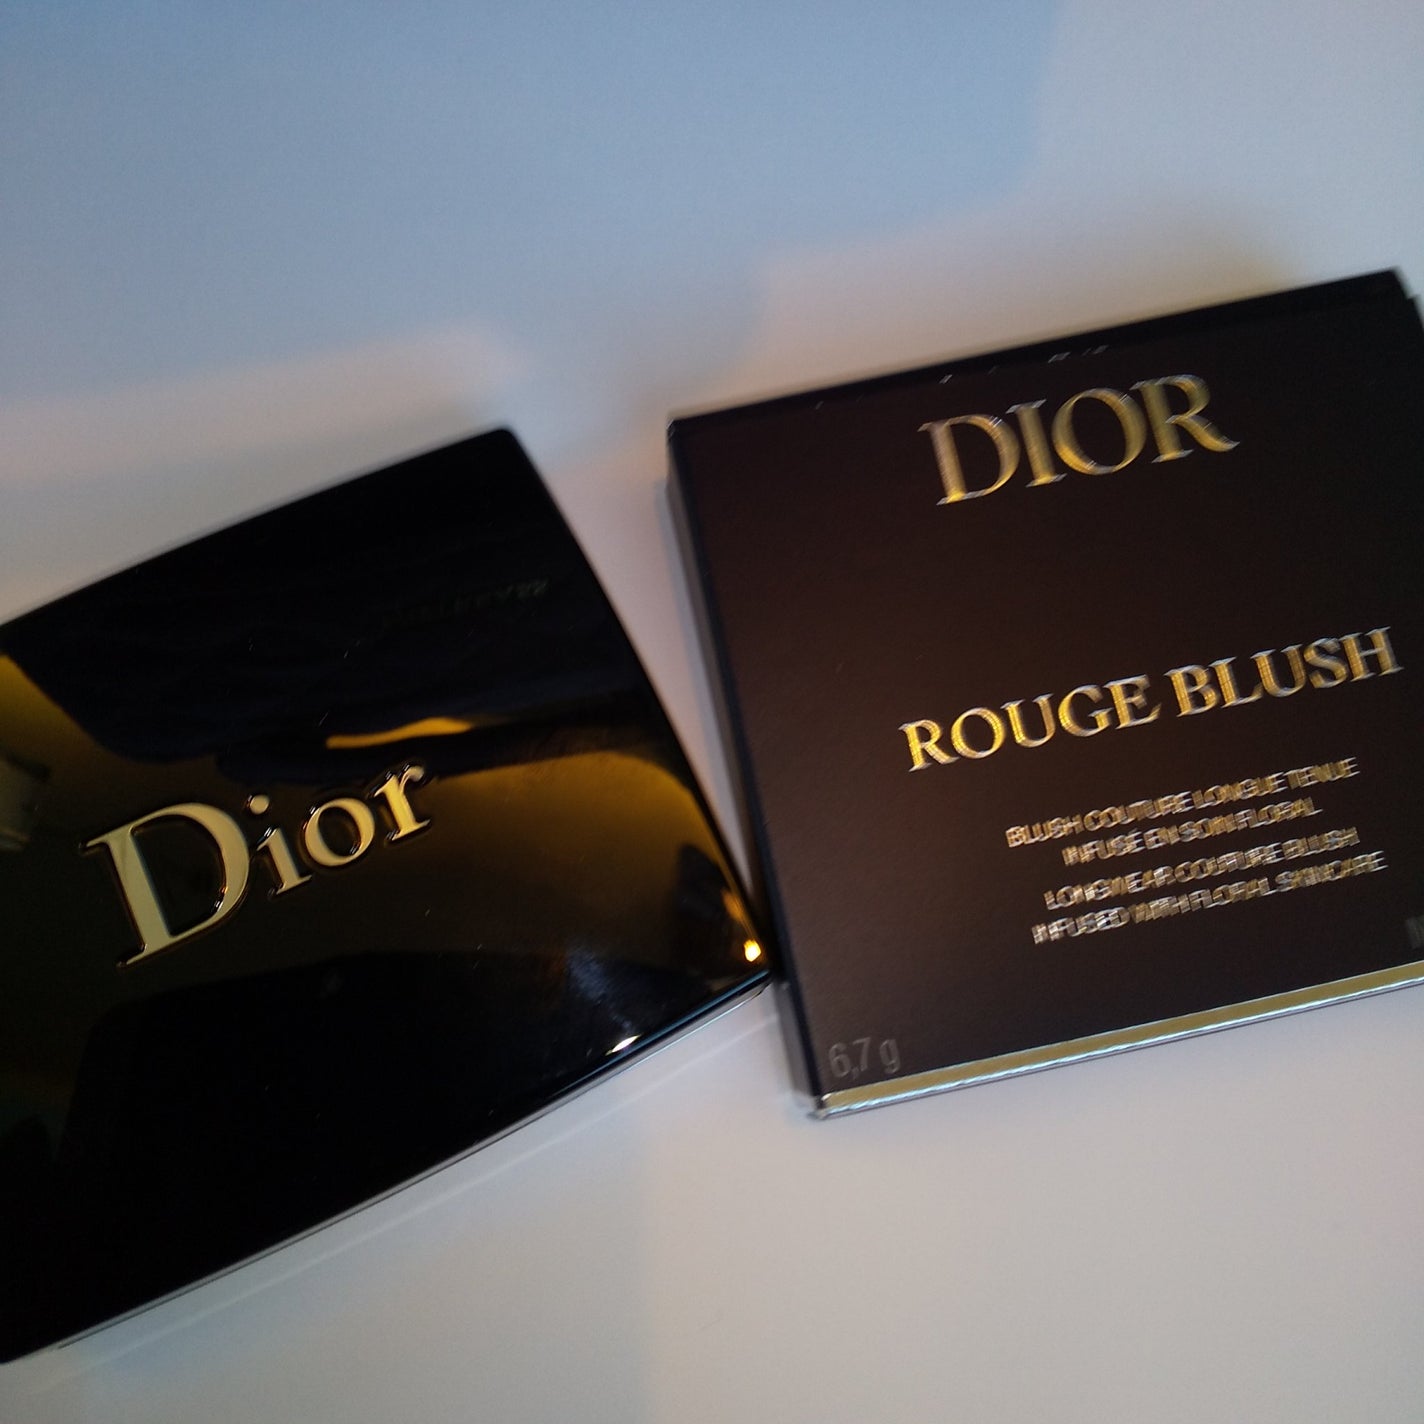 Dior
DIOR
ROUGE BLUSH
BLUSH COUTURE LONGUE TENUE
INFUSÉ EN SOIN FLORAL
LONGWEAR COUTURE BLUSH
INFUSED WITH FLORAL SKINCARE
6,7 g